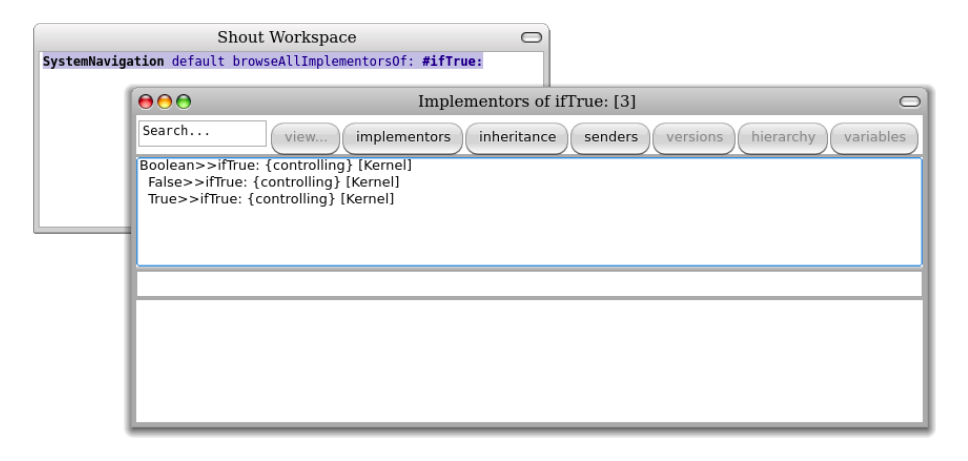 Shout Workspace
SystemNavigation default browseAllImplementorsOf: #ifTrue:
Implementors of ifTrue: [3]
Search... view... implementors inheritance senders versions hierarchy variables
Boolean>>ifTrue: {controlling} [Kernel]
False>>ifTrue: {controlling} [Kernel]
True>>ifTrue: {controlling} [Kernel]